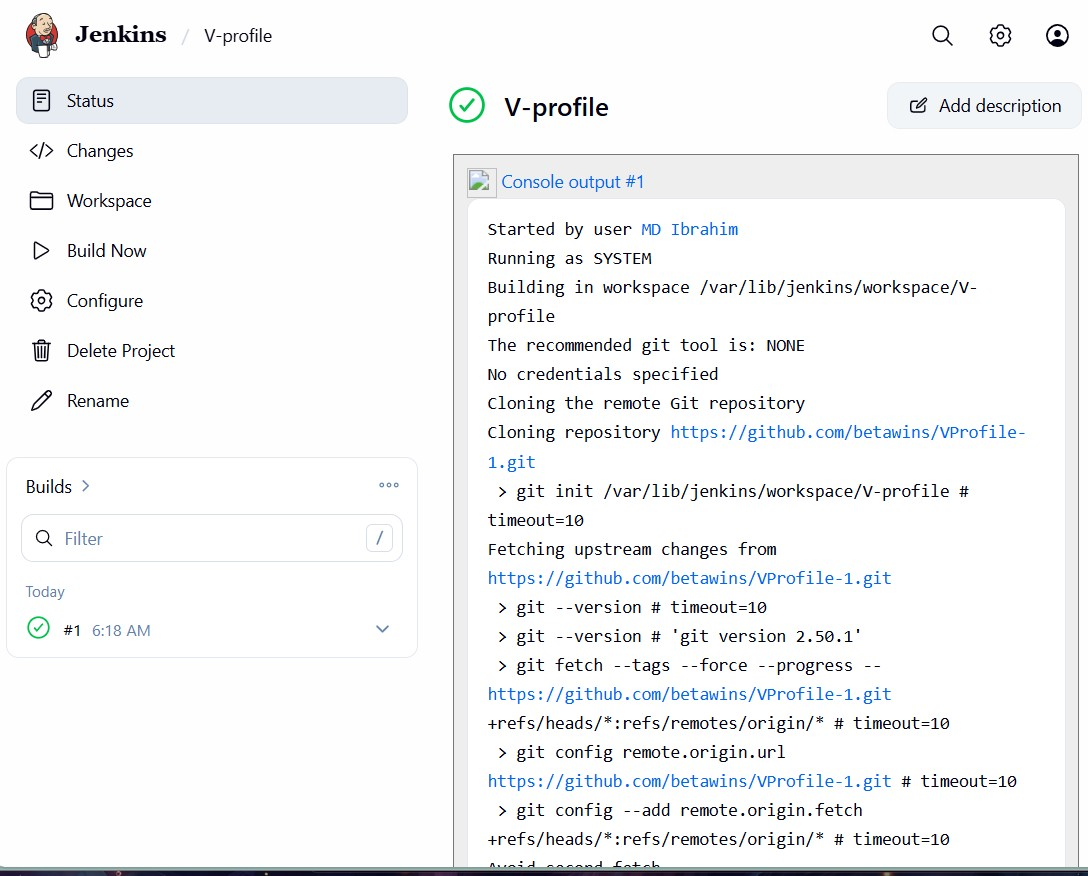 Jenkins / V-profile
Status
Changes
Workspace
Build Now
Configure
Delete Project
Rename
Builds
Filter /
Today
#1 6:18 AM
V-profile
Add description
Console output #1
Started by user MD Ibrahim
Running as SYSTEM
Building in workspace /var/lib/jenkins/workspace/V-
profile
The recommended git tool is: NONE
No credentials specified
Cloning the remote Git repository
Cloning repository https://github.com/betawins/VProfile-
1.git
> git init /var/lib/jenkins/workspace/V-profile #
timeout=10
Fetching upstream changes from
https://github.com/betawins/VProfile-1.git
> git --version # timeout=10
> git --version # 'git version 2.50.1'
> git fetch --tags --force --progress --
https://github.com/betawins/VProfile-1.git
+refs/heads/*:refs/remotes/origin/* # timeout=10
> git config remote.origin.url
https://github.com/betawins/VProfile-1.git # timeout=10
> git config --add remote.origin.fetch
+refs/heads/*:refs/remotes/origin/* # timeout=10
Avoid second fetch